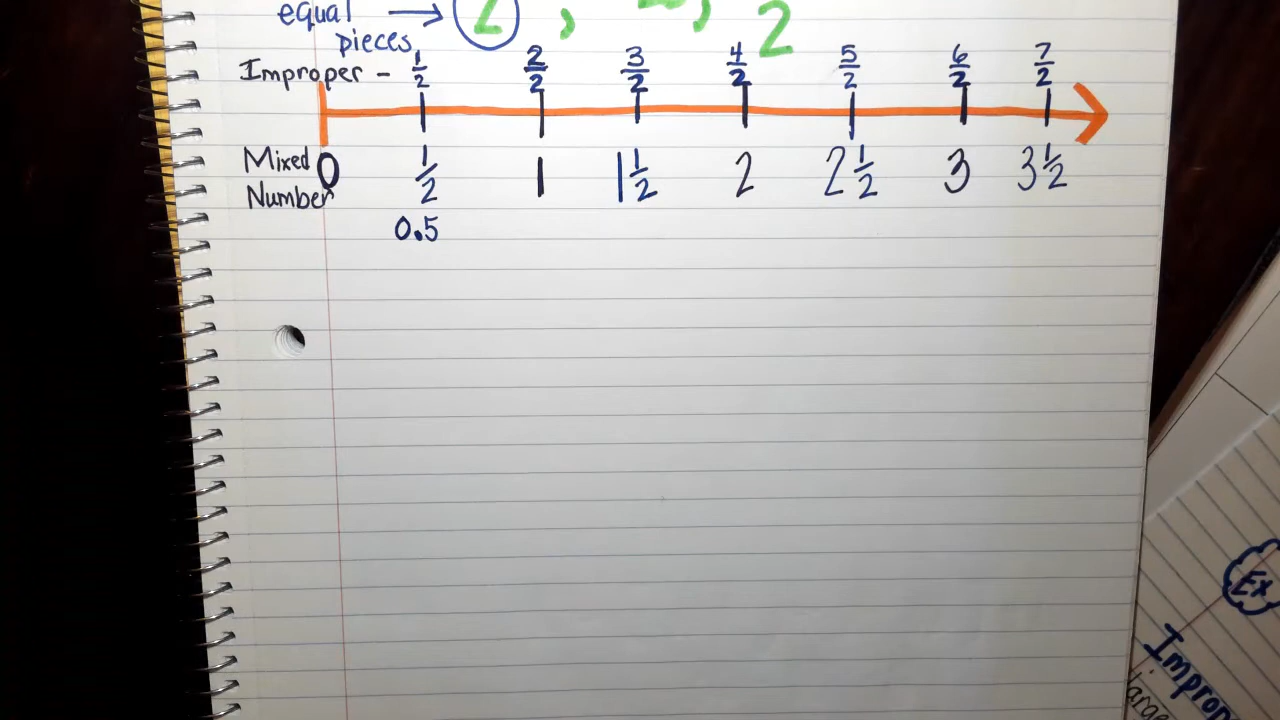 equal → 2 , , 2
pieces
Improper - 1/2 2/2 3/2 4/2 5/2 6/2 7/2
Mixed 0 1/2 1 1 1/2 2 2 1/2 3 3 1/2
Number
0.5
Ex
Impro
large